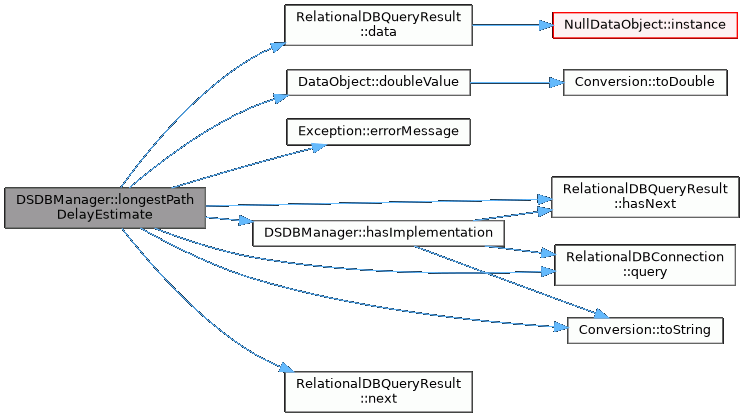 RelationalDBQueryResult
::data
NullDataObject::instance
DataObject::doubleValue
Conversion::toDouble
Exception::errorMessage
DSDBManager::longestPath
DelayEstimate
RelationalDBQueryResult
::hasNext
DSDBManager::hasImplementation
RelationalDBConnection
::query
Conversion::toString
RelationalDBQueryResult
::next